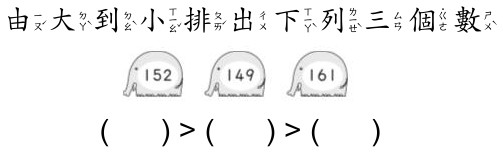 由大到小排出下列三個數
152 149 161
( ) > ( ) > ( )